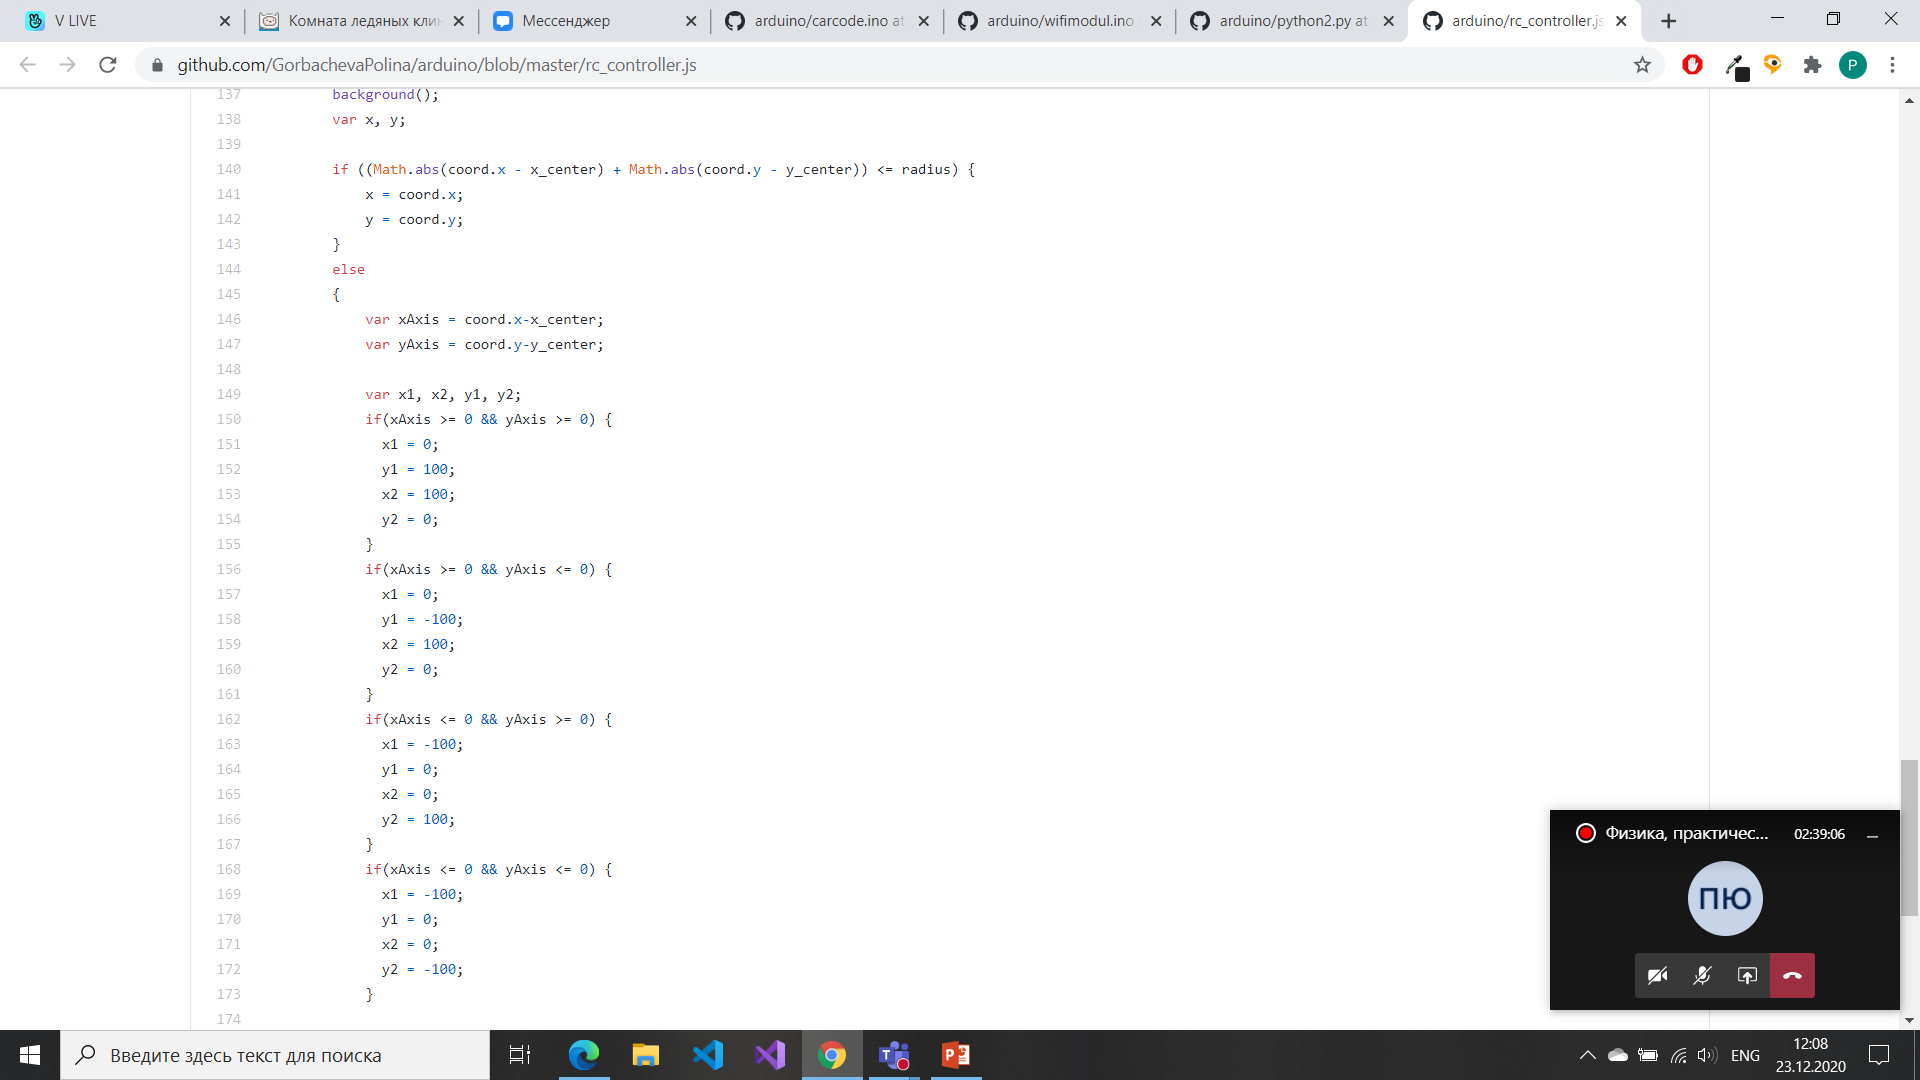 V LIVE
Комната ледяных кли
Мессенджер
arduino/carcode.ino at
arduino/wifimodul.ino
arduino/python2.py at
arduino/rc_controller.js
github.com/GorbachevaPolina/arduino/blob/master/rc_controller.js
P
137 background();
138 var x, y;
139
140 if ((Math.abs(coord.x - x_center) + Math.abs(coord.y - y_center)) <= radius) {
141 x = coord.x;
142 y = coord.y;
143 }
144 else
145 {
146 var xAxis = coord.x-x_center;
147 var yAxis = coord.y-y_center;
148
149 var x1, x2, y1, y2;
150 if(xAxis >= 0 && yAxis >= 0) {
151 x1 = 0;
152 y1 = 100;
153 x2 = 100;
154 y2 = 0;
155 }
156 if(xAxis >= 0 && yAxis <= 0) {
157 x1 = 0;
158 y1 = -100;
159 x2 = 100;
160 y2 = 0;
161 }
162 if(xAxis <= 0 && yAxis >= 0) {
163 x1 = -100;
164 y1 = 0;
165 x2 = 0;
166 y2 = 100;
167 }
168 if(xAxis <= 0 && yAxis <= 0) {
169 x1 = -100;
170 y1 = 0;
171 x2 = 0;
172 y2 = -100;
173 }
174
Физика, практичес... 02:39:06
ПЮ
Введите здесь текст для поиска
ENG
12:08
23.12.2020